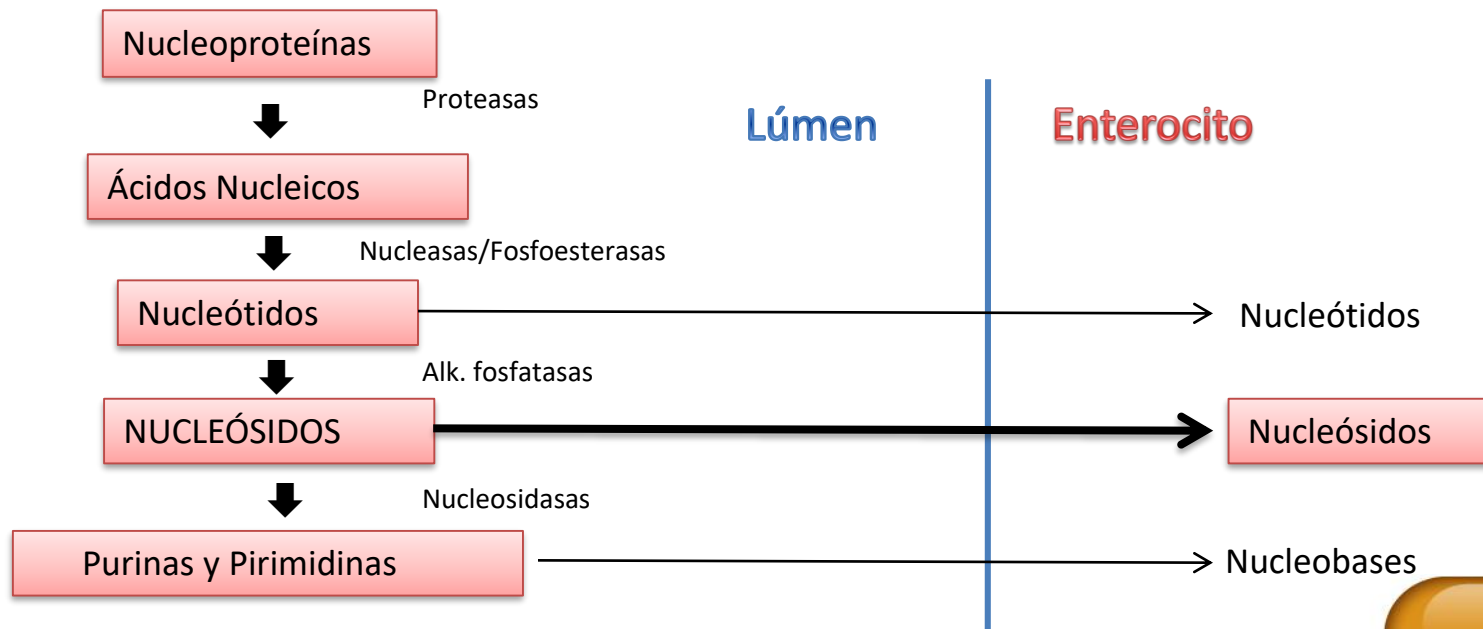 Nucleoproteínas
Proteasas
Lúmen
Enterocito
Ácidos Nucleicos
Nucleasas/Fosfoesterasas
Nucleótidos
Nucleótidos
Alk. fosfatasas
NUCLEÓSIDOS
Nucleósidos
Nucleosidasas
Purinas y Pirimidinas
Nucleobases